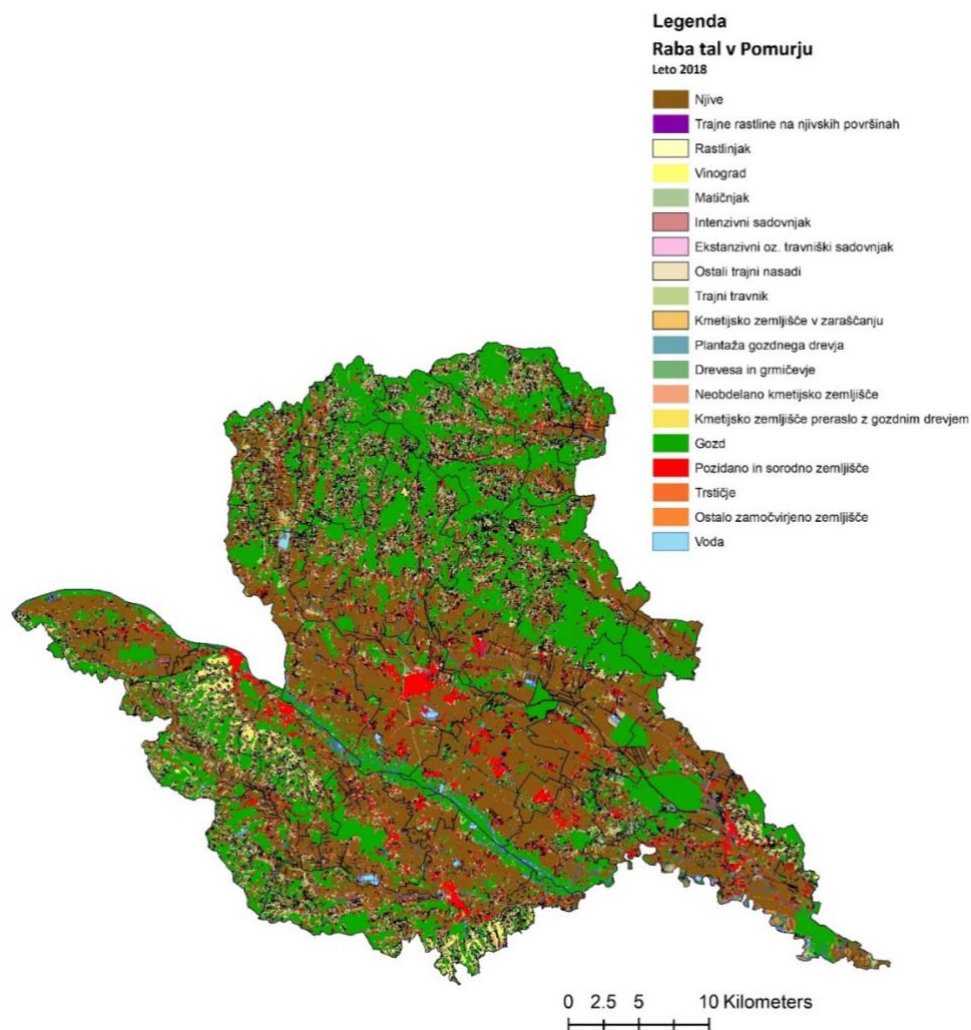 Legenda
Raba tal v Pomurju
Leto 2018
Njive
Trajne rastline na njivskih površinah
Rastlinjak
Vinograd
Matičnjak
Intenzivni sadovnjak
Ekstanzivni oz. travniški sadovnjak
Ostali trajni nasadi
Trajni travnik
Kmetijsko zemljišče v zaraščanju
Plantaža gozdnega drevja
Drevesa in grmičevje
Neobdelano kmetijsko zemljišče
Kmetijsko zemljišče preraslo z gozdnim drevjem
Gozd
Pozidano in sorodno zemljišče
Trstičje
Ostalo zamočvirjeno zemljišče
Voda
0 2.5 5 10 Kilometers